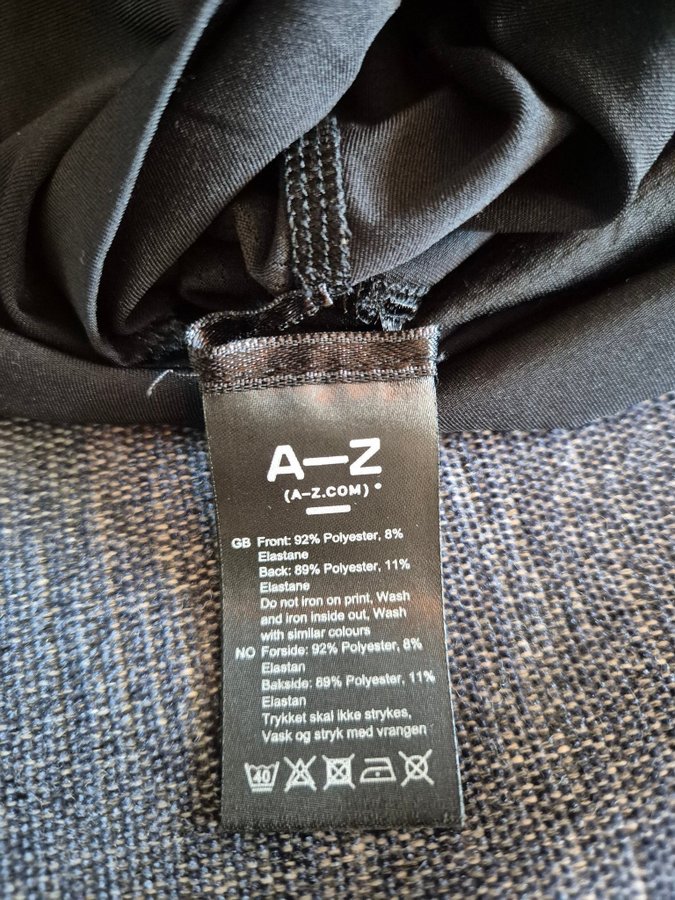 A—Z
(A-Z.COM)®
GB Front: 92% Polyester, 8%
Elastane
Back: 89% Polyester, 11%
Elastane
Do not iron on print, Wash
and iron inside out, Wash
with similar colours
NO Forside: 92% Polyester, 8%
Elastan
Bakside: 89% Polyester, 11%
Elastan
Trykket skal ikke strykes,
Vask og stryk med vrangen
40